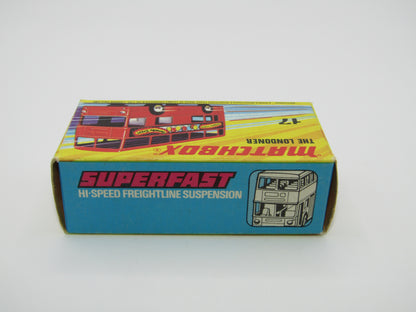 MATCHBOX
THE LONDONER
17
SUPERFAST
HI-SPEED FREIGHTLINE SUSPENSION